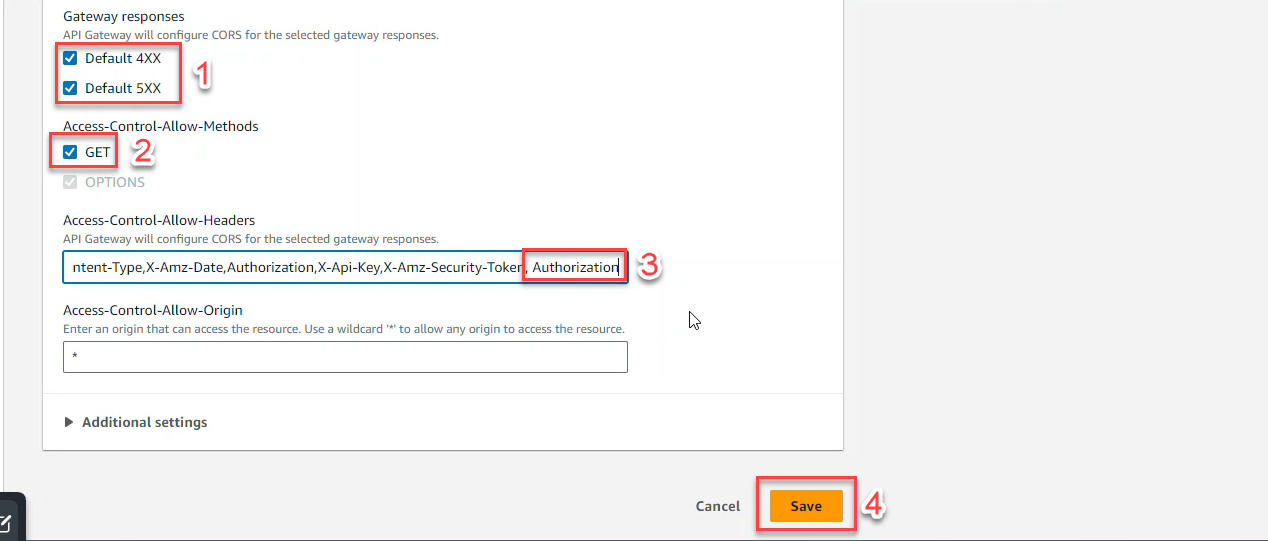 Gateway responses
API Gateway will configure CORS for the selected gateway responses.
Default 4XX
1
Default 5XX
Access-Control-Allow-Methods
GET
2
OPTIONS
Access-Control-Allow-Headers
API Gateway will configure CORS for the selected gateway responses.
ntent-Type,X-Amz-Date,Authorization,X-Api-Key,X-Amz-Security-Token, Authorization
3
Access-Control-Allow-Origin
Enter an origin that can access the resource. Use a wildcard '*' to allow any origin to access the resource.
*
Additional settings
Cancel
Save
4